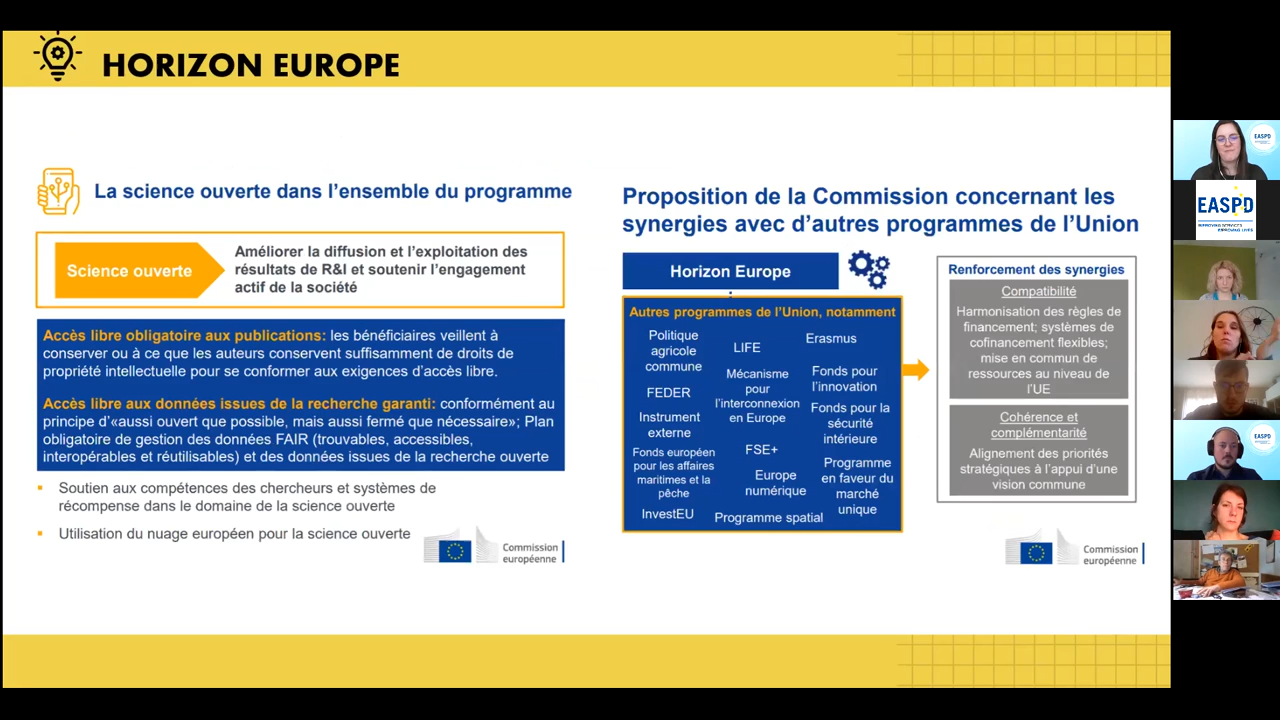 HORIZON EUROPE
La science ouverte dans l'ensemble du programme
Science ouverte
Améliorer la diffusion et l'exploitation des
résultats de R&I et soutenir l'engagement
actif de la société
Accès libre obligatoire aux publications: les bénéficiaires veillent à
conserver ou à ce que les auteurs conservent suffisamment de droits de
propriété intellectuelle pour se conformer aux exigences d'accès libre.
Accès libre aux données issues de la recherche garanti: conformément au
principe d'«aussi ouvert que possible, mais aussi fermé que nécessaire»; Plan
obligatoire de gestion des données FAIR (trouvables, accessibles,
interopérables et réutilisables) et des données issues de la recherche ouverte
▪ Soutien aux compétences des chercheurs et systèmes de
récompense dans le domaine de la science ouverte
▪ Utilisation du nuage européen pour la science ouverte
Commission
européenne
Proposition de la Commission concernant les
synergies avec d'autres programmes de l'Union
Horizon Europe
Autres programmes de l'Union, notamment
Politique
agricole
commune
FEDER
Instrument
externe
Fonds européen
pour les affaires
maritimes et la
pêche
InvestEU
LIFE
Mécanisme
pour
l'interconnexion
en Europe
FSE+
Europe
numérique
Programme spatial
Erasmus
Fonds pour
l'innovation
Fonds pour la
sécurité
intérieure
Programme
en faveur du
marché
unique
Renforcement des synergies
Compatibilité
Harmonisation des règles de
financement; systèmes de
cofinancement flexibles;
mise en commun de
ressources au niveau de
l'UE
Cohérence et
complémentarité
Alignement des priorités
stratégiques à l'appui d'une
vision commune
Commission
européenne
EASPD
EASPD
IMPROVING SERVICES
IMPROVING LIVES
EASPD